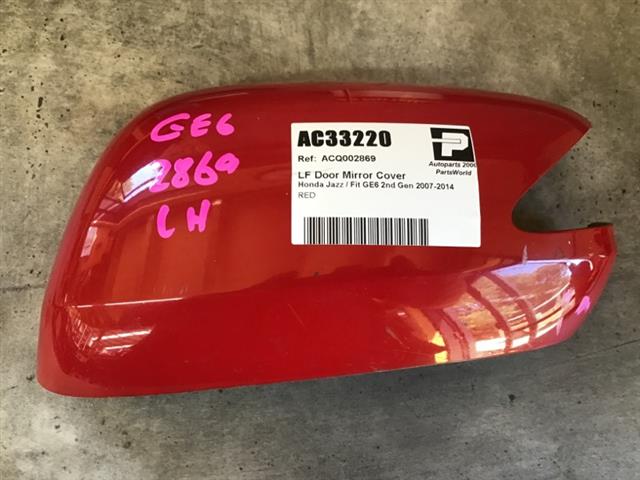 GE6
2869
LH
AC33220
Ref: ACQ002869
P
Autoparts 2000
PartsWorld
LF Door Mirror Cover
Honda Jazz / Fit GE6 2nd Gen 2007-2014
RED